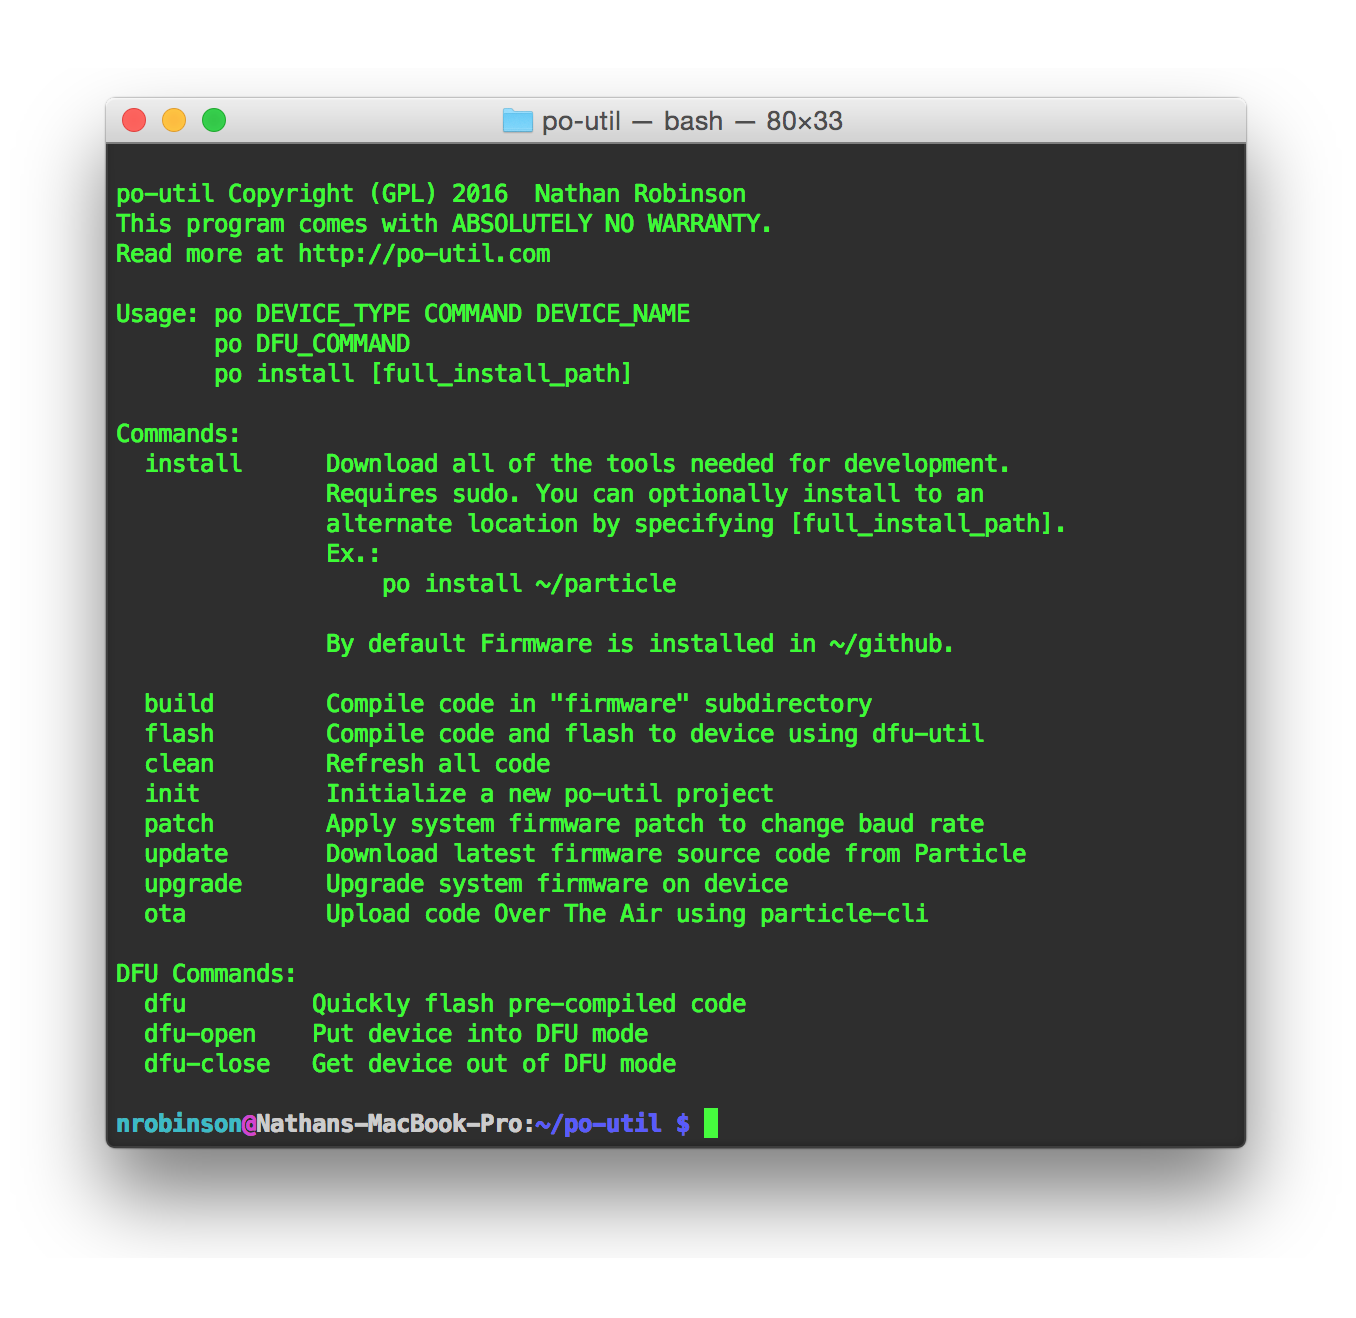 po-util — bash — 80×33
po-util Copyright (GPL) 2016  Nathan Robinson
This program comes with ABSOLUTELY NO WARRANTY.
Read more at http://po-util.com
Usage: po DEVICE_TYPE COMMAND DEVICE_NAME
       po DFU_COMMAND
       po install [full_install_path]
Commands:
  install      Download all of the tools needed for development.
               Requires sudo. You can optionally install to an
               alternate location by specifying [full_install_path].
               Ex.:
                   po install ~/particle
               By default Firmware is installed in ~/github.
  build        Compile code in "firmware" subdirectory
  flash        Compile code and flash to device using dfu-util
  clean        Refresh all code
  init         Initialize a new po-util project
  patch        Apply system firmware patch to change baud rate
  update       Download latest firmware source code from Particle
  upgrade      Upgrade system firmware on device
  ota          Upload code Over The Air using particle-cli
DFU Commands:
  dfu         Quickly flash pre-compiled code
  dfu-open    Put device into DFU mode
  dfu-close   Get device out of DFU mode
nrobinson@Nathans-MacBook-Pro:~/po-util $